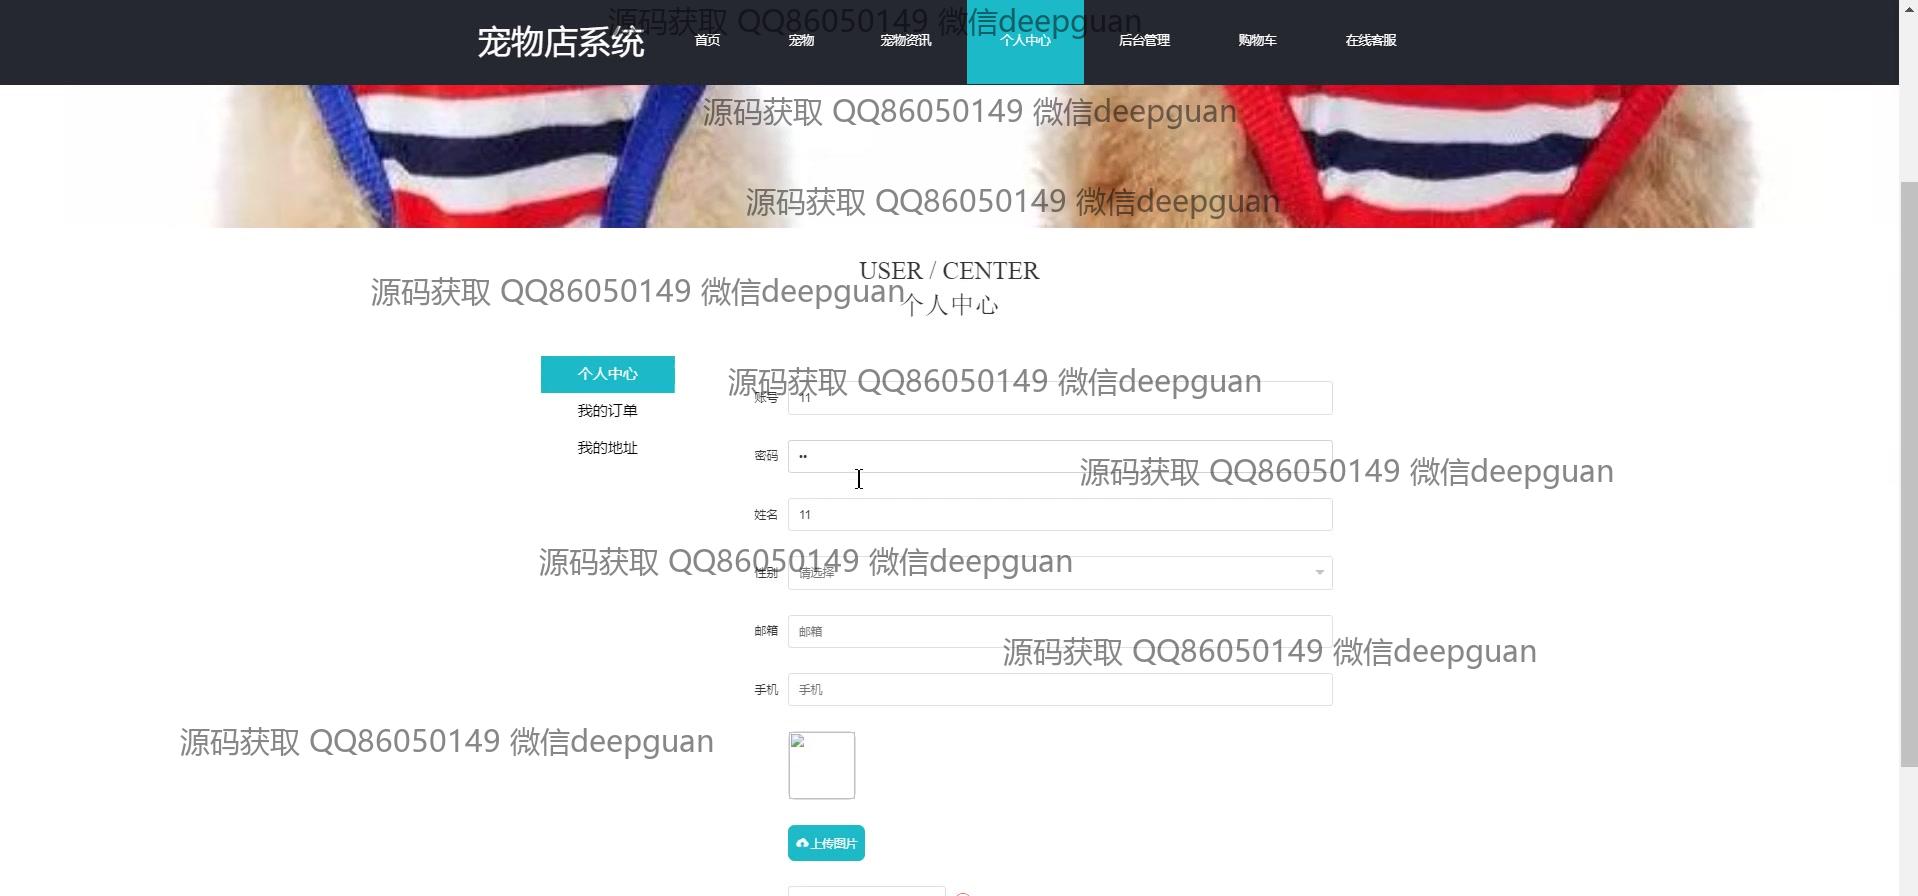 源码获取 QQ86050149 微信deepguan
宠物店系统
首页
宠物
宠物资讯
个人中心
后台管理
购物车
在线客服
源码获取 QQ86050149 微信deepguan
源码获取 QQ86050149 微信deepguan
USER / CENTER
源码获取 QQ86050149 微信deepguan
个人中心
个人中心
我的订单
我的地址
源码获取 QQ86050149 微信deepguan
账号 11
密码 ••
源码获取 QQ86050149 微信deepguan
姓名 11
源码获取 QQ86050149 微信deepguan
性别 请选择
邮箱 邮箱
源码获取 QQ86050149 微信deepguan
手机 手机
源码获取 QQ86050149 微信deepguan
上传图片